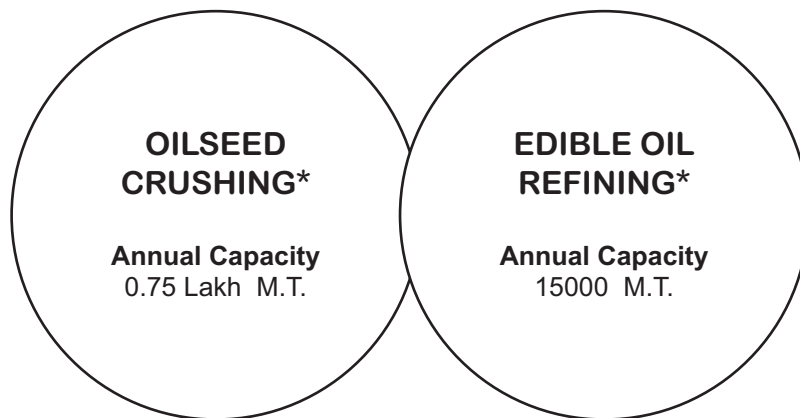 OILSEED
CRUSHING*
Annual Capacity
0.75 Lakh M.T.
EDIBLE OIL
REFINING*
Annual Capacity
15000 M.T.